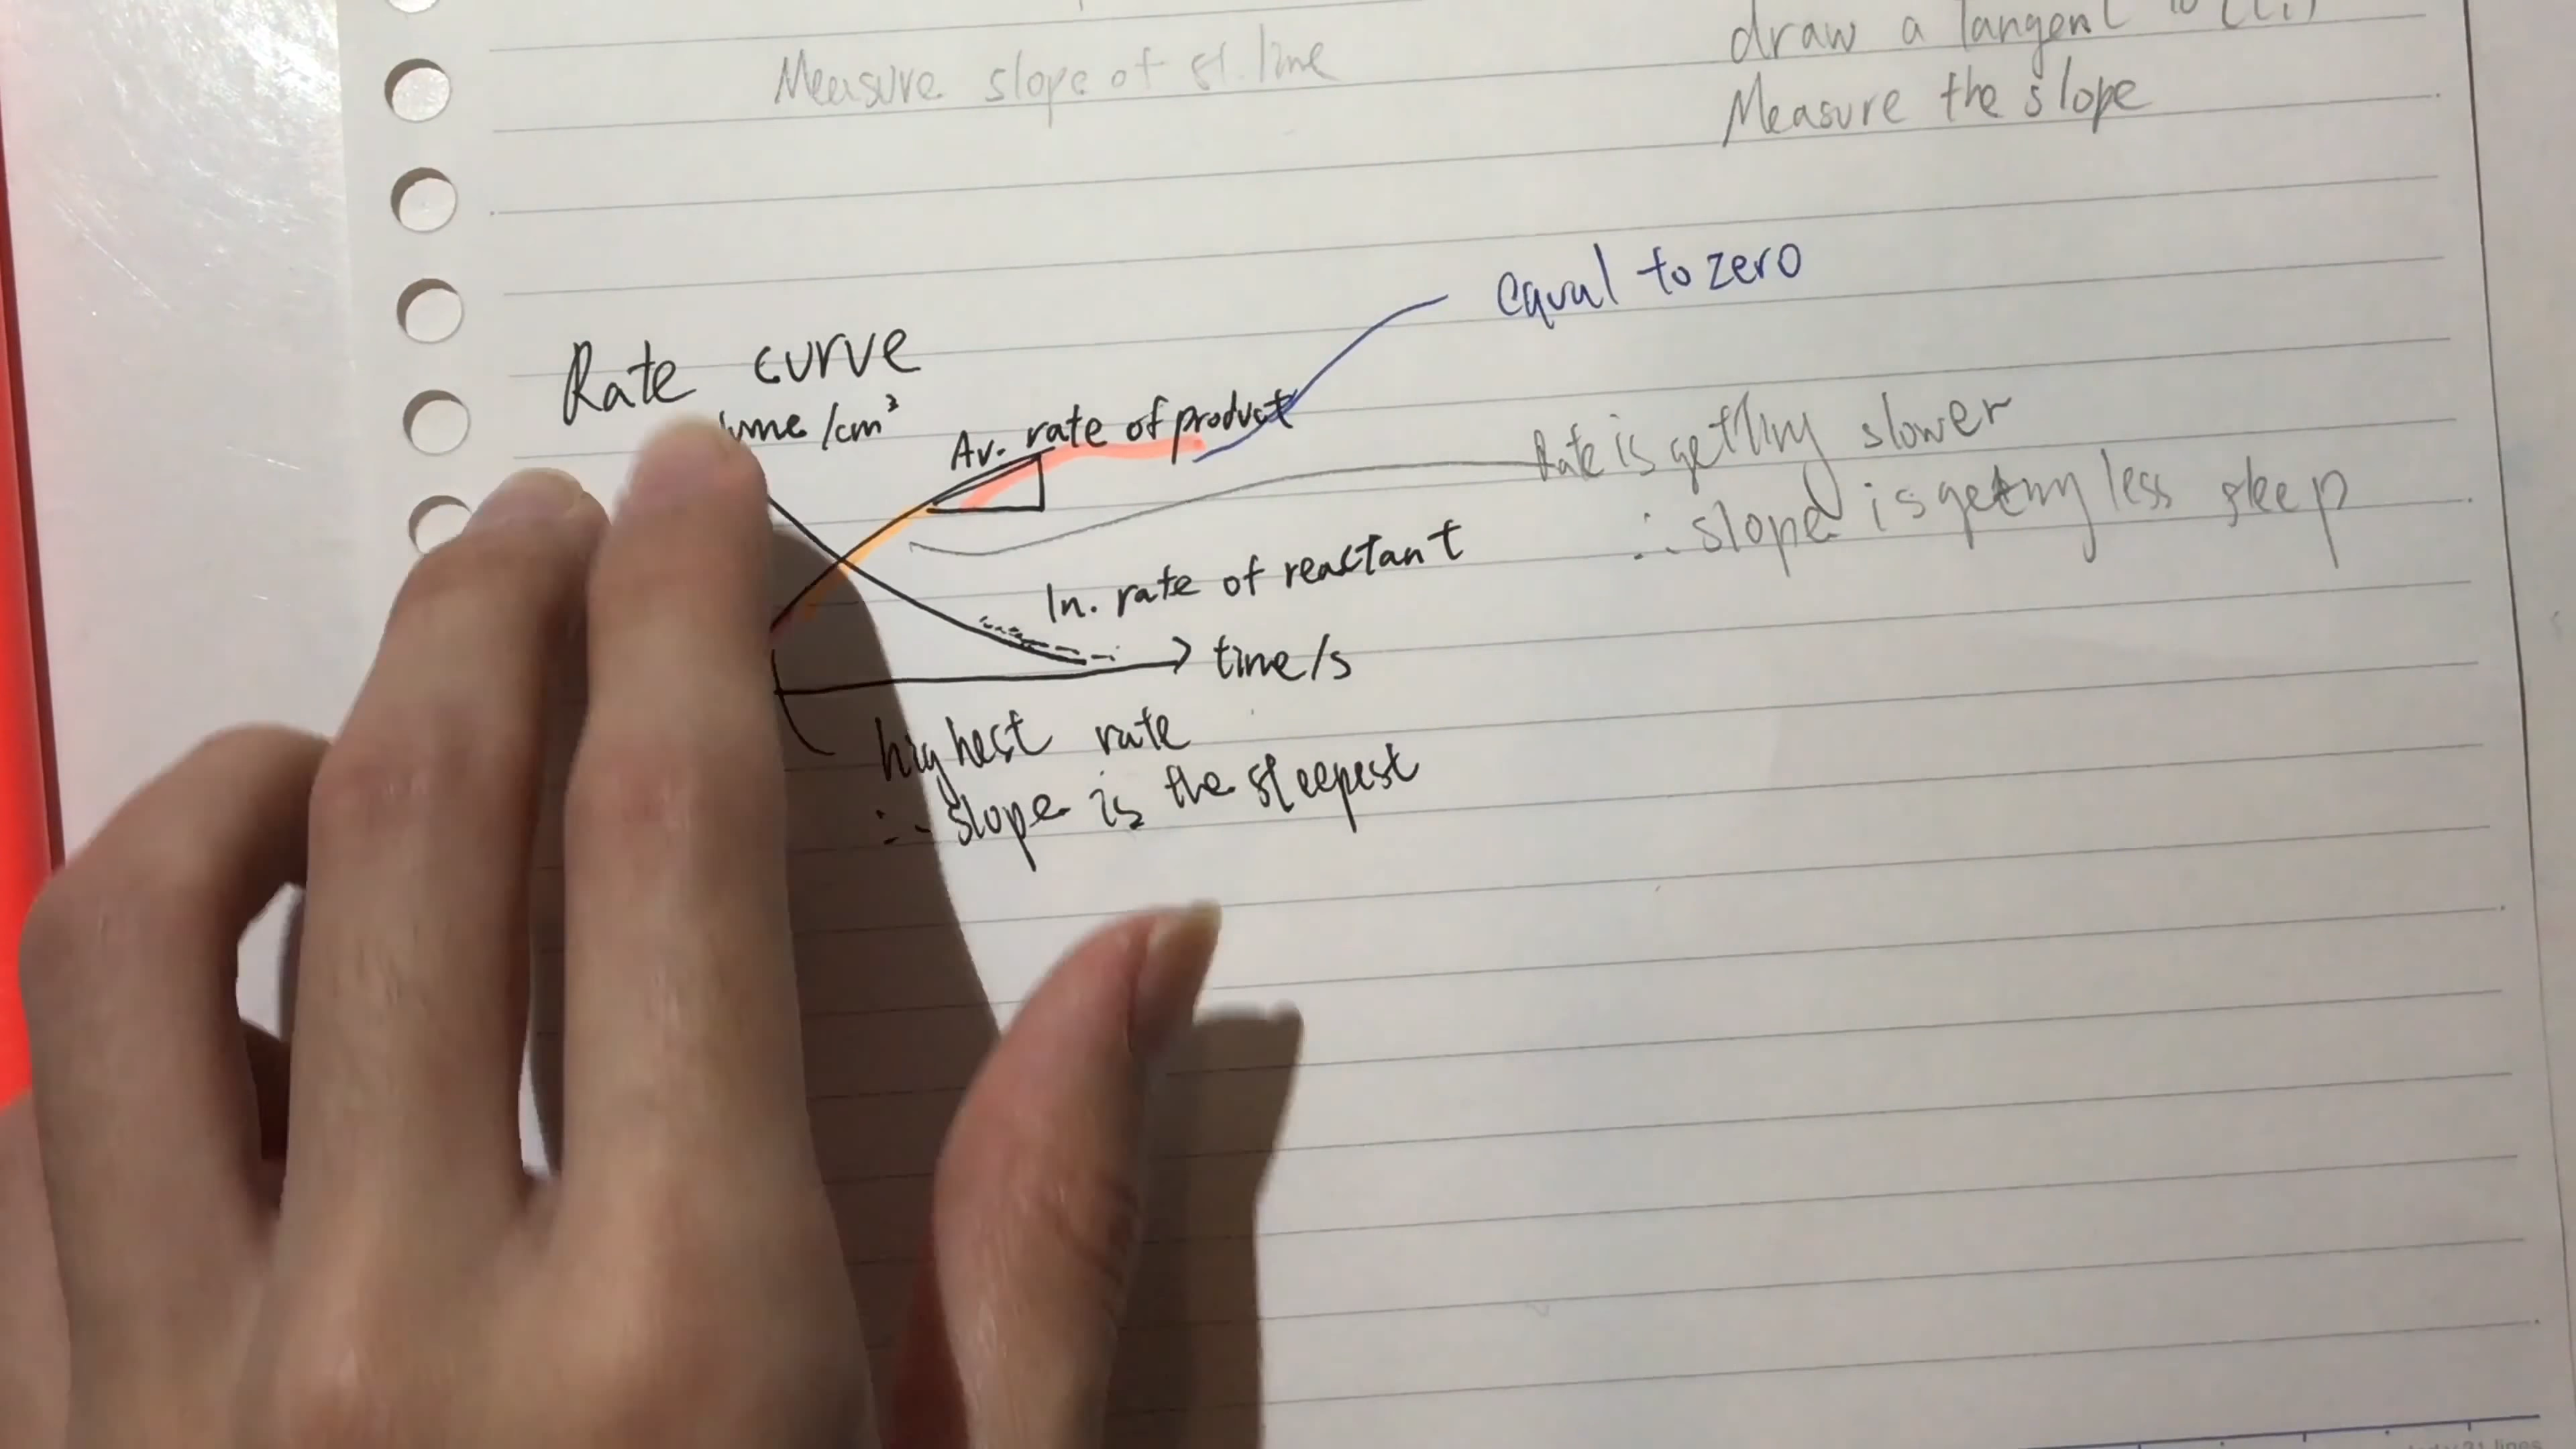 draw a tangent to
Measure slope of st. line
Measure the slope
equal to zero
Rate curve
/cm³
Av. rate of product
Rate is getting slower
∴ slope is getting less steep
In. rate of reactant
time/s
highest rate
∴ slope is the steepest